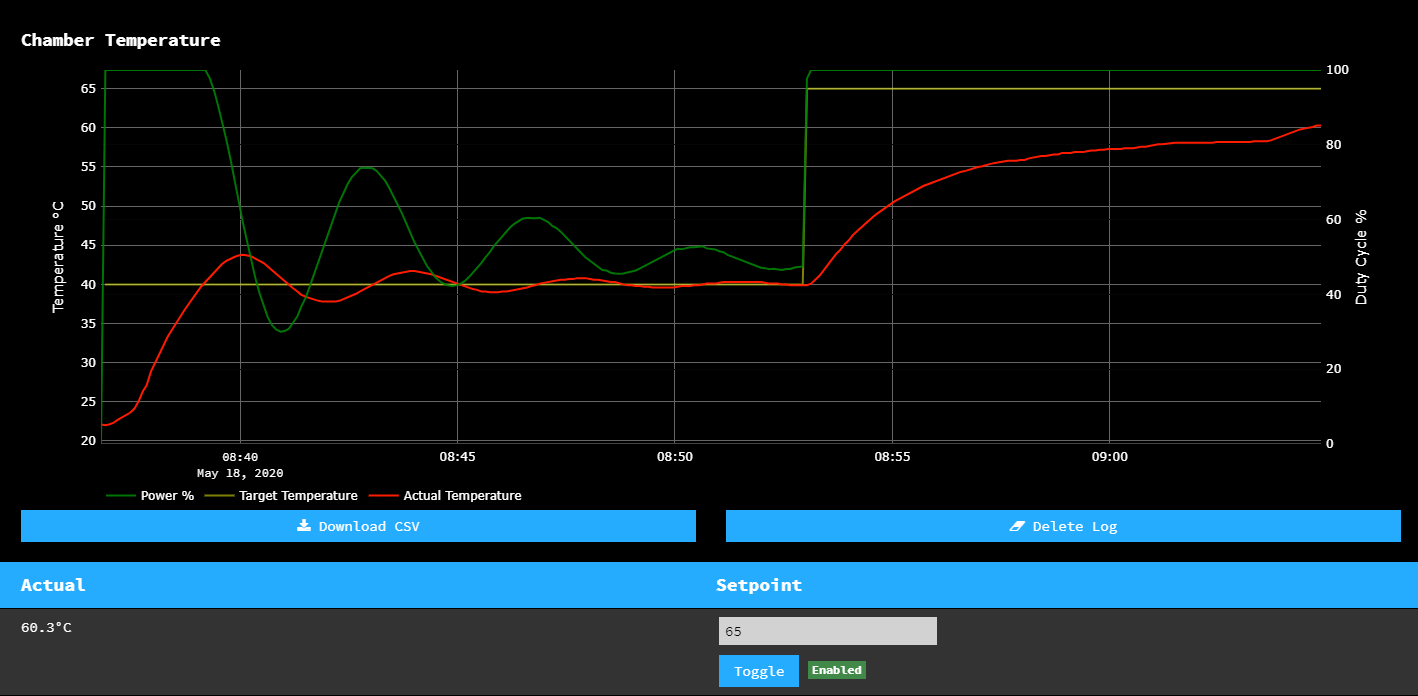 Chamber Temperature
65
60
55
50
45
40
35
30
25
20
Temperature °C
100
80
60
40
20
0
Duty Cycle %
08:40
May 18, 2020
08:45
08:50
08:55
09:00
Power %
Target Temperature
Actual Temperature
Download CSV
Delete Log
Actual
Setpoint
60.3°C
65
Toggle
Enabled